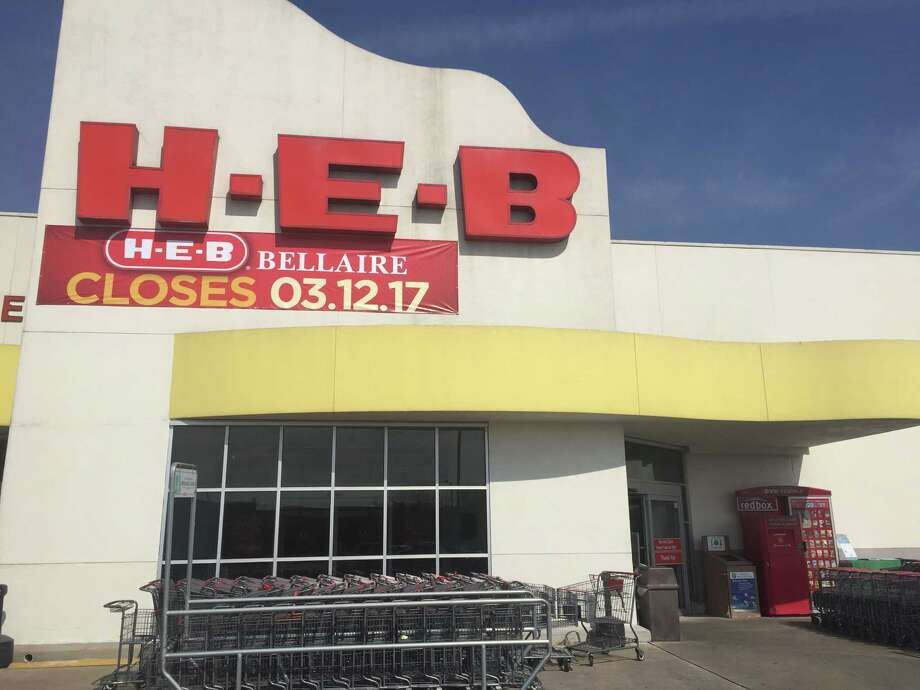 H-E-B
H-E-B BELLAIRE
CLOSES 03.12.17
E
redbox